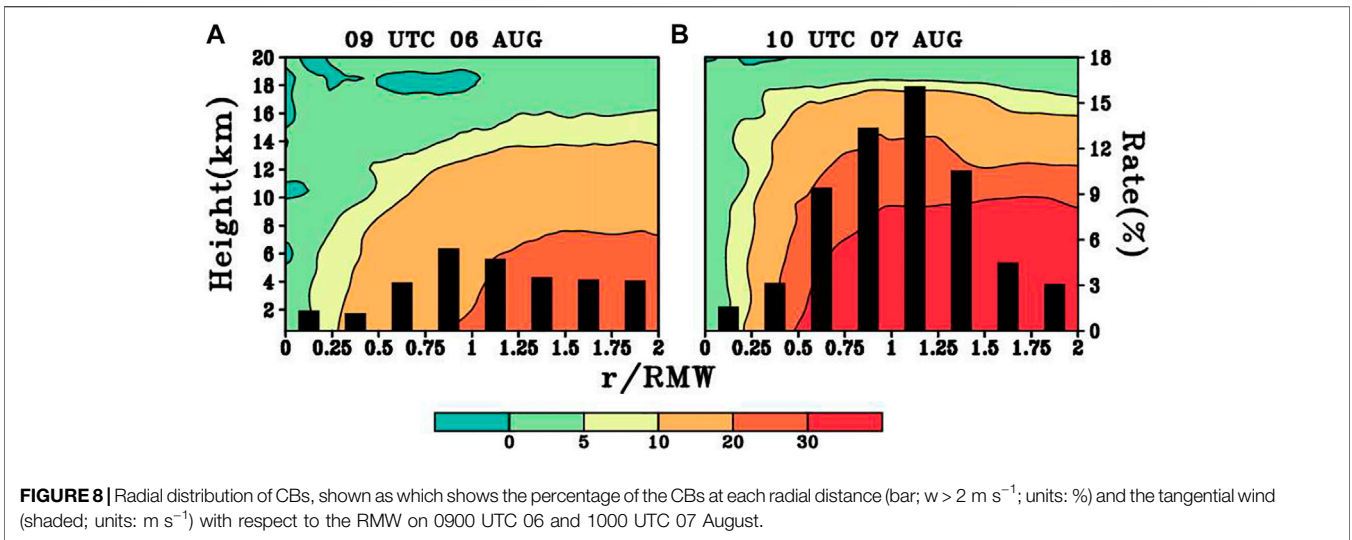 A 09 UTC 06 AUG B 10 UTC 07 AUG
20 18
18
16 15
14
12 12
10 9
8
6 6
4 3
2
0
Height(km)
Rate(%)
0 0.25 0.5 0.75 1 1.25 1.5 1.75 2 0 0.25 0.5 0.75 1 1.25 1.5 1.75 2
r/RMW
0 5 10 20 30
FIGURE 8 | Radial distribution of CBs, shown as which shows the percentage of the CBs at each radial distance (bar; w > 2 m s⁻¹; units: %) and the tangential wind
(shaded; units: m s⁻¹) with respect to the RMW on 0900 UTC 06 and 1000 UTC 07 August.